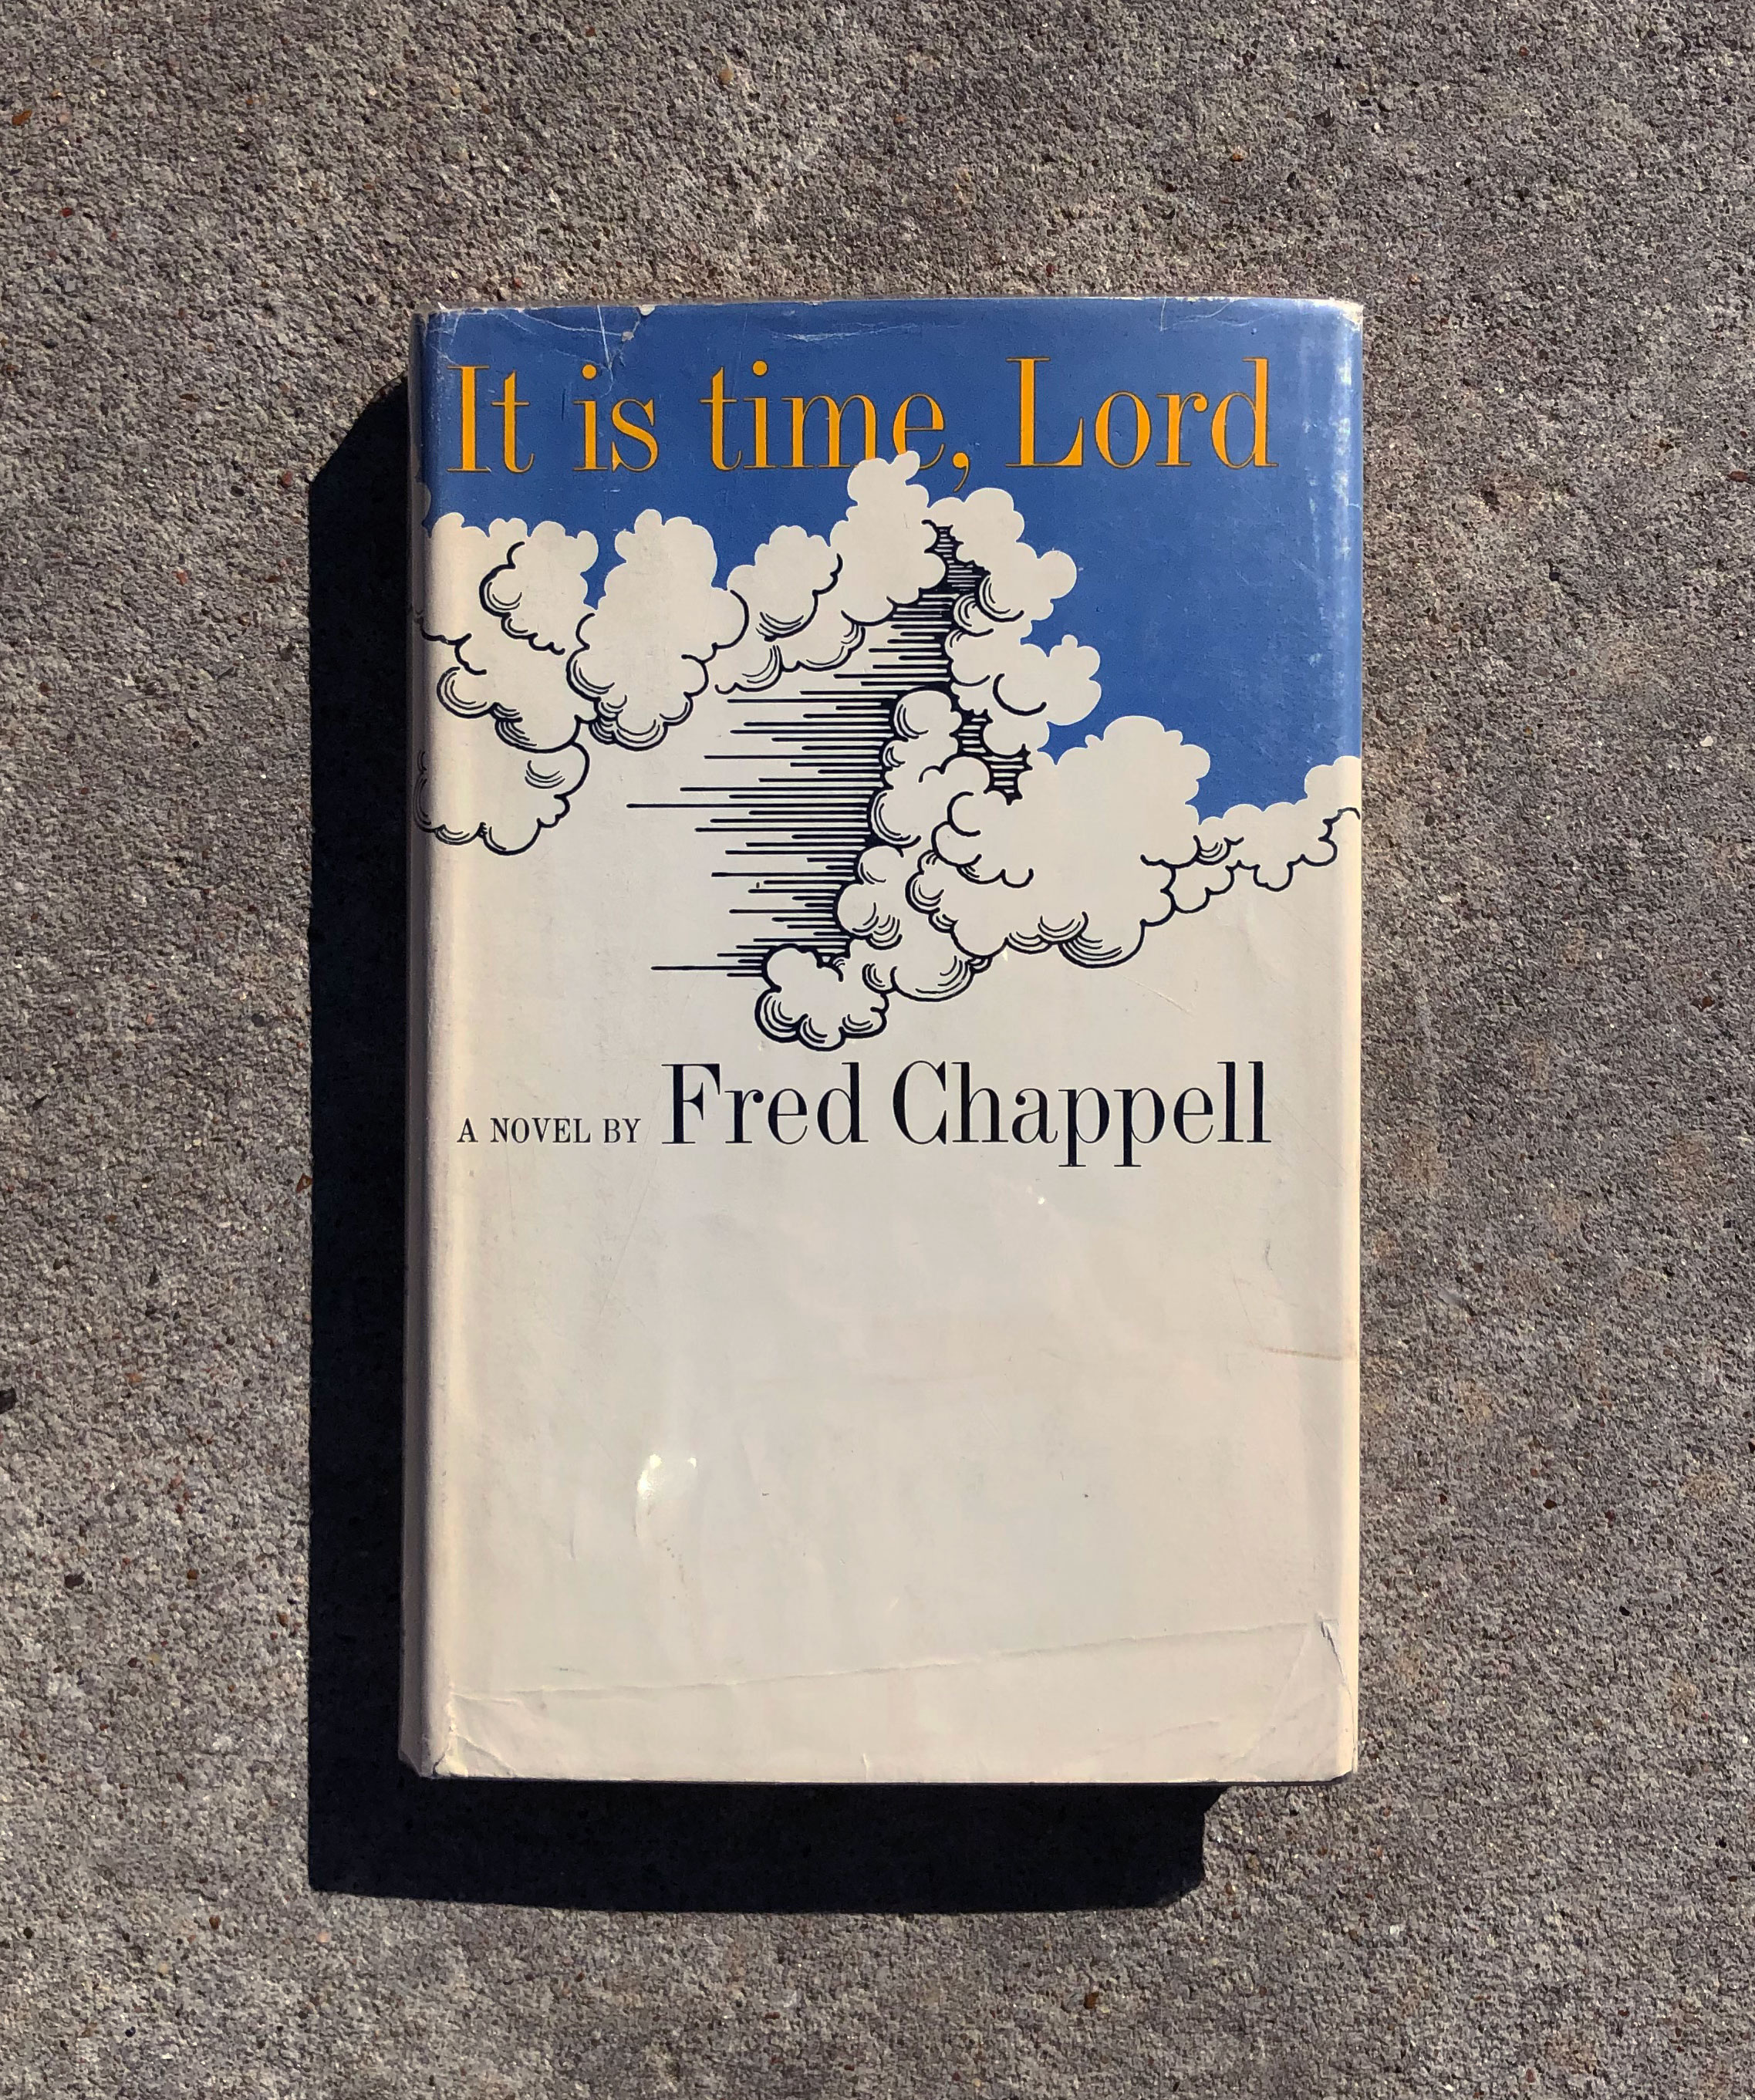 It is time, Lord
A NOVEL BY Fred Chappell